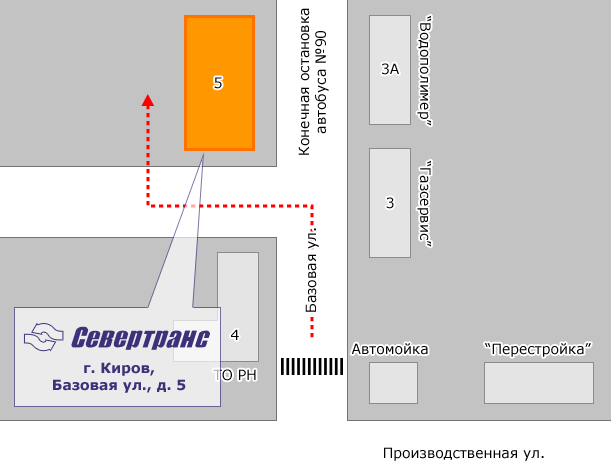 Конечная остановка
автобуса №90
5
3А
"Водополимер"
3
"Газсервис"
Базовая ул.
Севертранс
г. Киров,
Базовая ул., д. 5
4
ТО РН
Автомойка
"Перестройка"
Производственная ул.